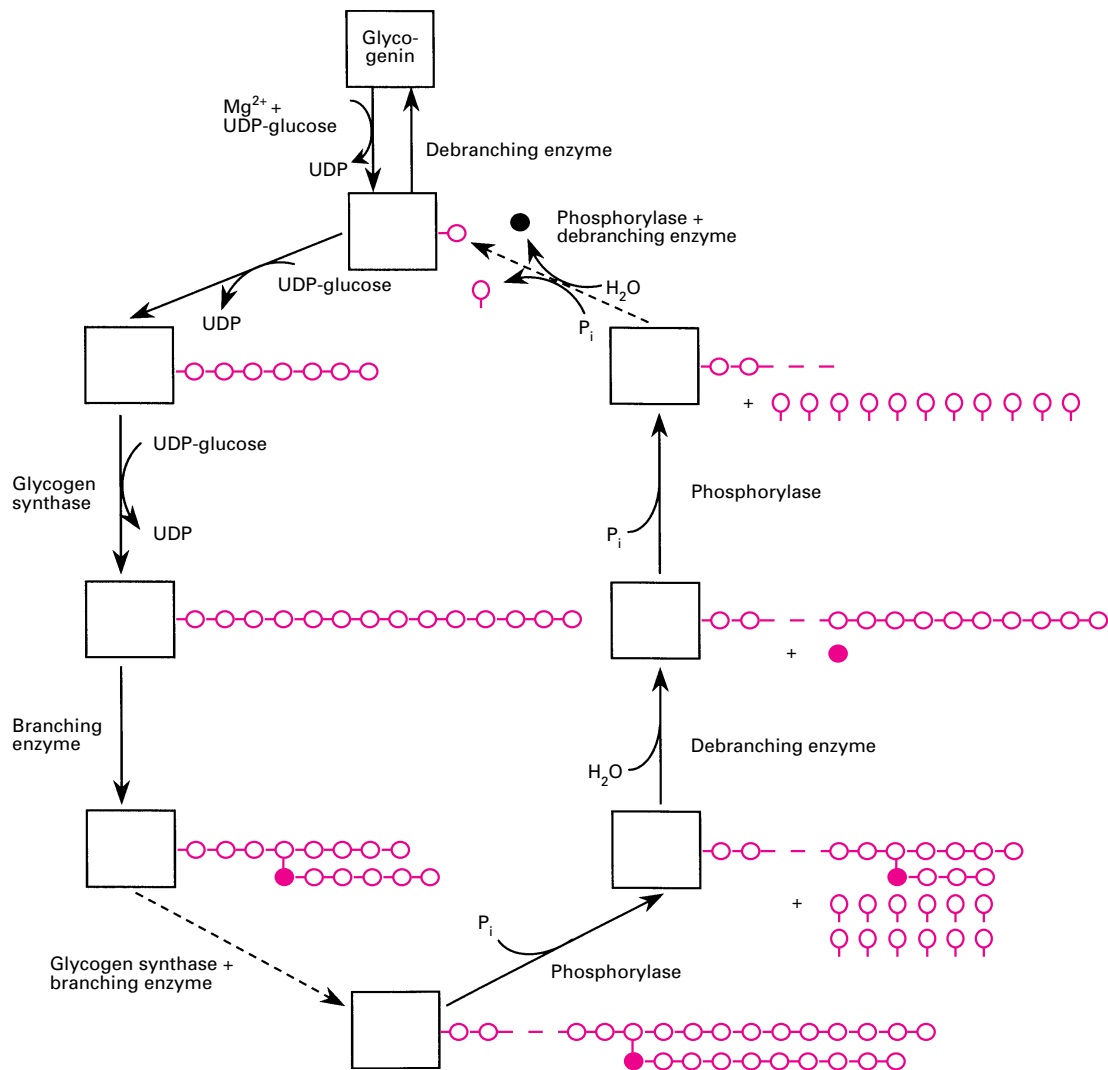 Glyco-
genin
Mg²⁺ +
UDP-glucose
UDP
Debranching enzyme
Phosphorylase +
debranching enzyme
H₂O
Pᵢ
UDP-glucose
UDP
+
UDP-glucose
Glycogen
synthase
UDP
Phosphorylase
Pᵢ
+
Branching
enzyme
Debranching enzyme
H₂O
+
Pᵢ
Phosphorylase
Glycogen synthase +
branching enzyme